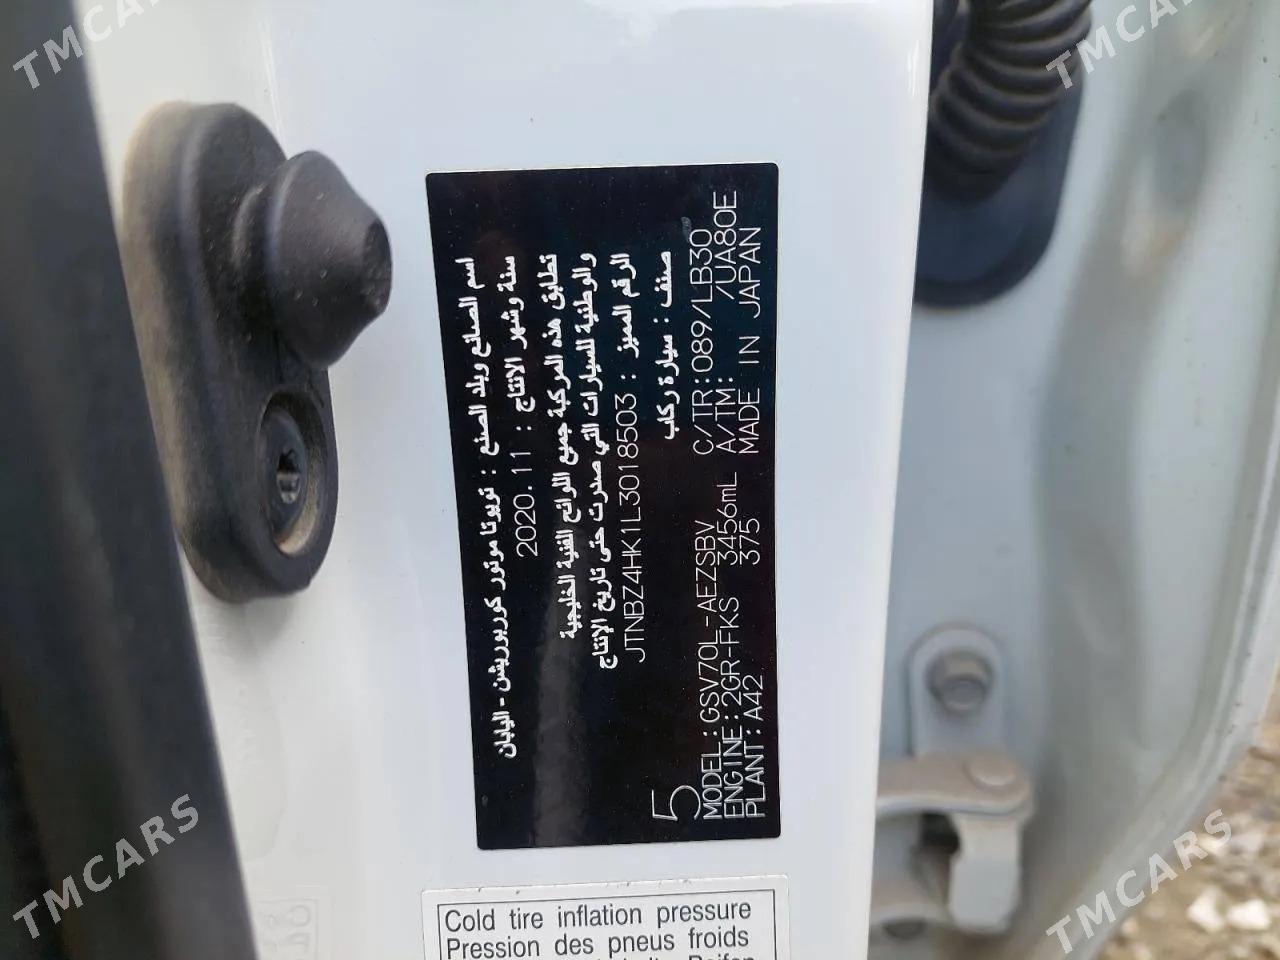 TMCARS
TMCARS
اسم الصانع وبلد الصنع : تويوتا موتور كوربوريشن - اليابان
سنة وشهر الانتاج : 2020.11
تطابق هذه المركبة جميع اللوائح الفنية الخليجية
والوطنية للسيارات التي صدرت حتى تاريخ الإنتاج
الرقم المميز : JTNBZ4HK1L3018503
صنف : سيارة ركاب
5
MODEL:GSV70L-AEZSBV C/TR:089/LB30
ENGINE:2GR-FKS 3456mL A/TM: /UA80E
PLANT:A42 375 MADE IN JAPAN
Cold tire inflation pressure
Pression des pneus froids
TMCARS
TMCARS